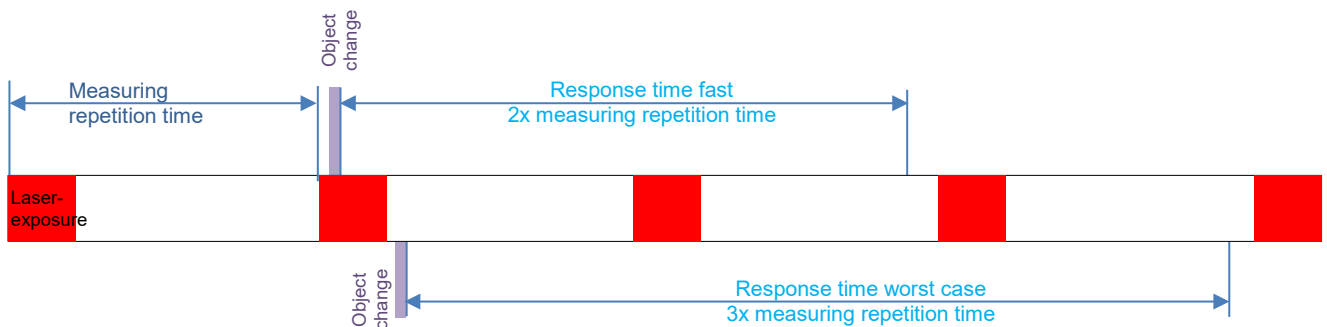 Object
change
Measuring
repetition time
Response time fast
2x measuring repetition time
Laser-
exposure
Object
change
Response time worst case
3x measuring repetition time